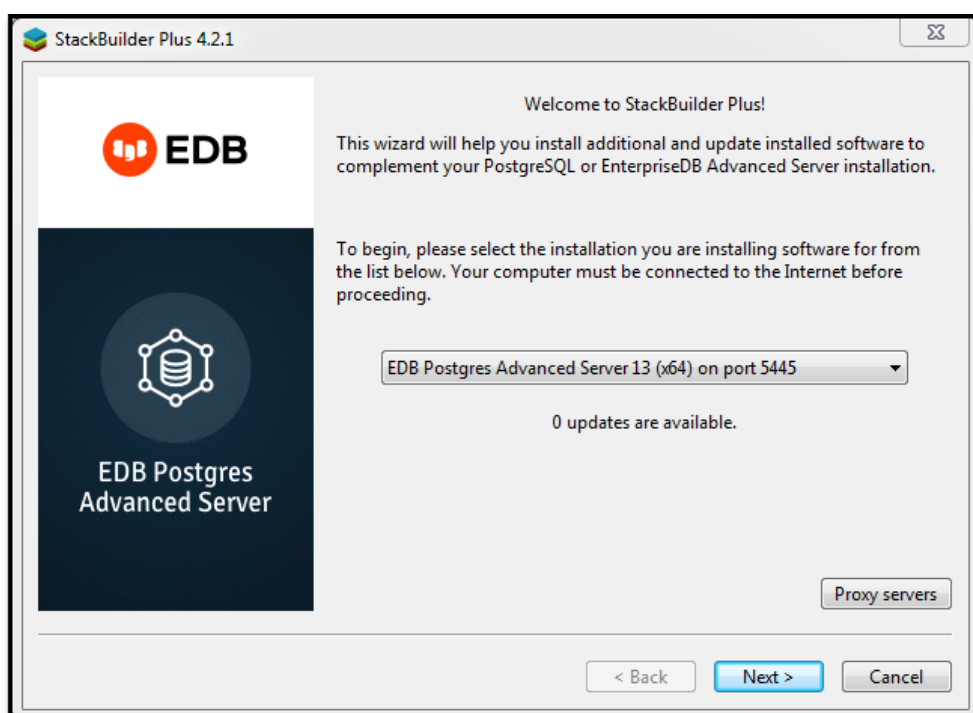 StackBuilder Plus 4.2.1
EDB
EDB Postgres
Advanced Server
Welcome to StackBuilder Plus!
This wizard will help you install additional and update installed software to
complement your PostgreSQL or EnterpriseDB Advanced Server installation.
To begin, please select the installation you are installing software for from
the list below. Your computer must be connected to the Internet before
proceeding.
EDB Postgres Advanced Server 13 (x64) on port 5445
0 updates are available.
Proxy servers
< Back
Next >
Cancel